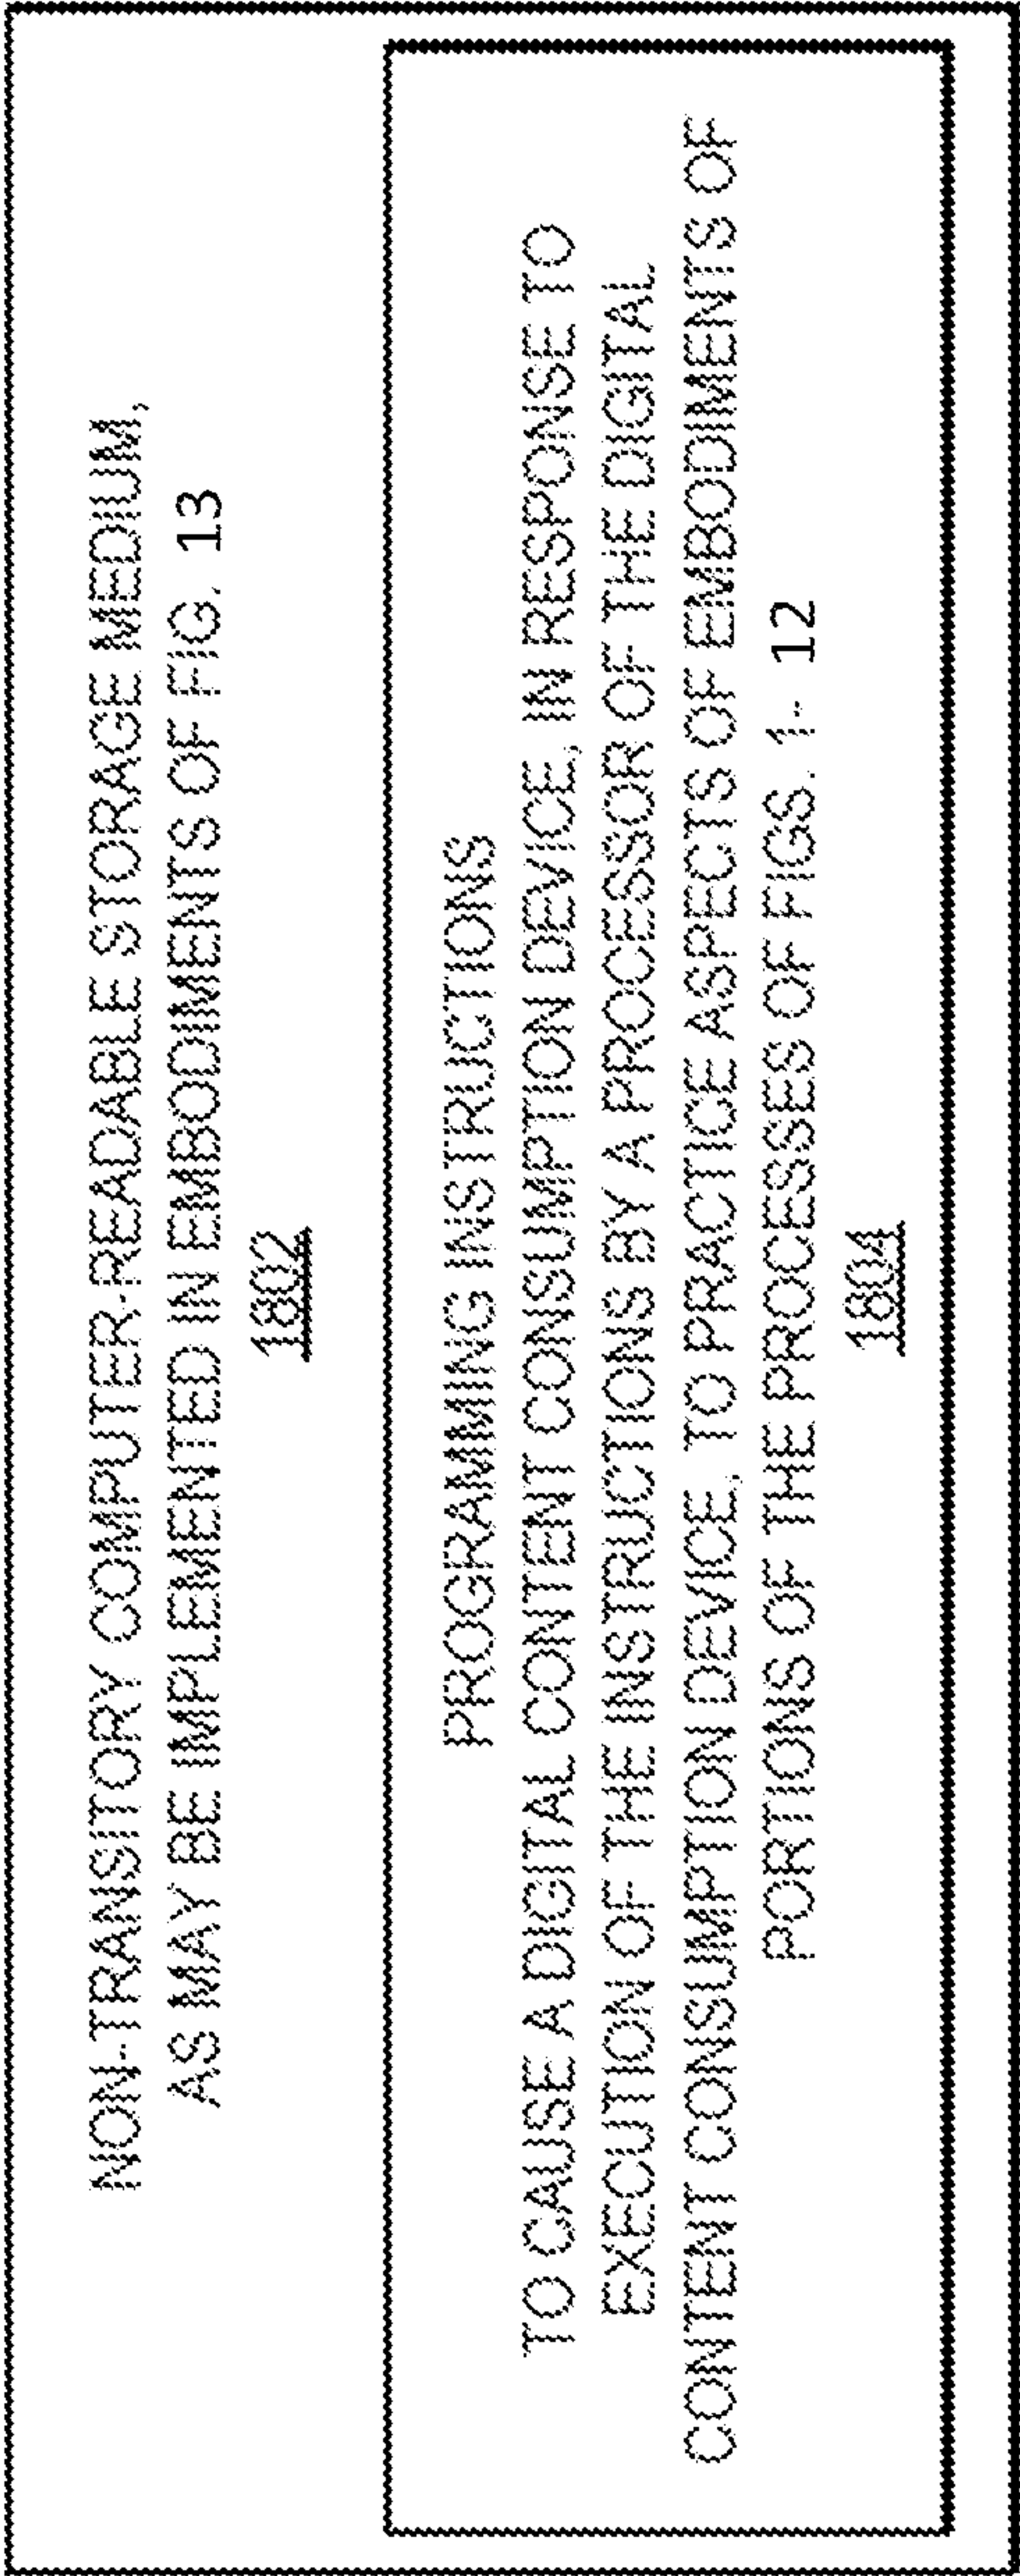 NON-TRANSITORY COMPUTER-READABLE STORAGE MEDIUM,
AS MAY BE IMPLEMENTED IN EMBODIMENTS OF FIG. 13
1802
PROGRAMMING INSTRUCTIONS
TO CAUSE A DIGITAL CONTENT CONSUMPTION DEVICE, IN RESPONSE TO
EXECUTION OF THE INSTRUCTIONS BY A PROCESSOR OF THE DIGITAL
CONTENT CONSUMPTION DEVICE, TO PRACTICE ASPECTS OF EMBODIMENTS OF
PORTIONS OF THE PROCESSES OF FIGS. 1- 12
1804